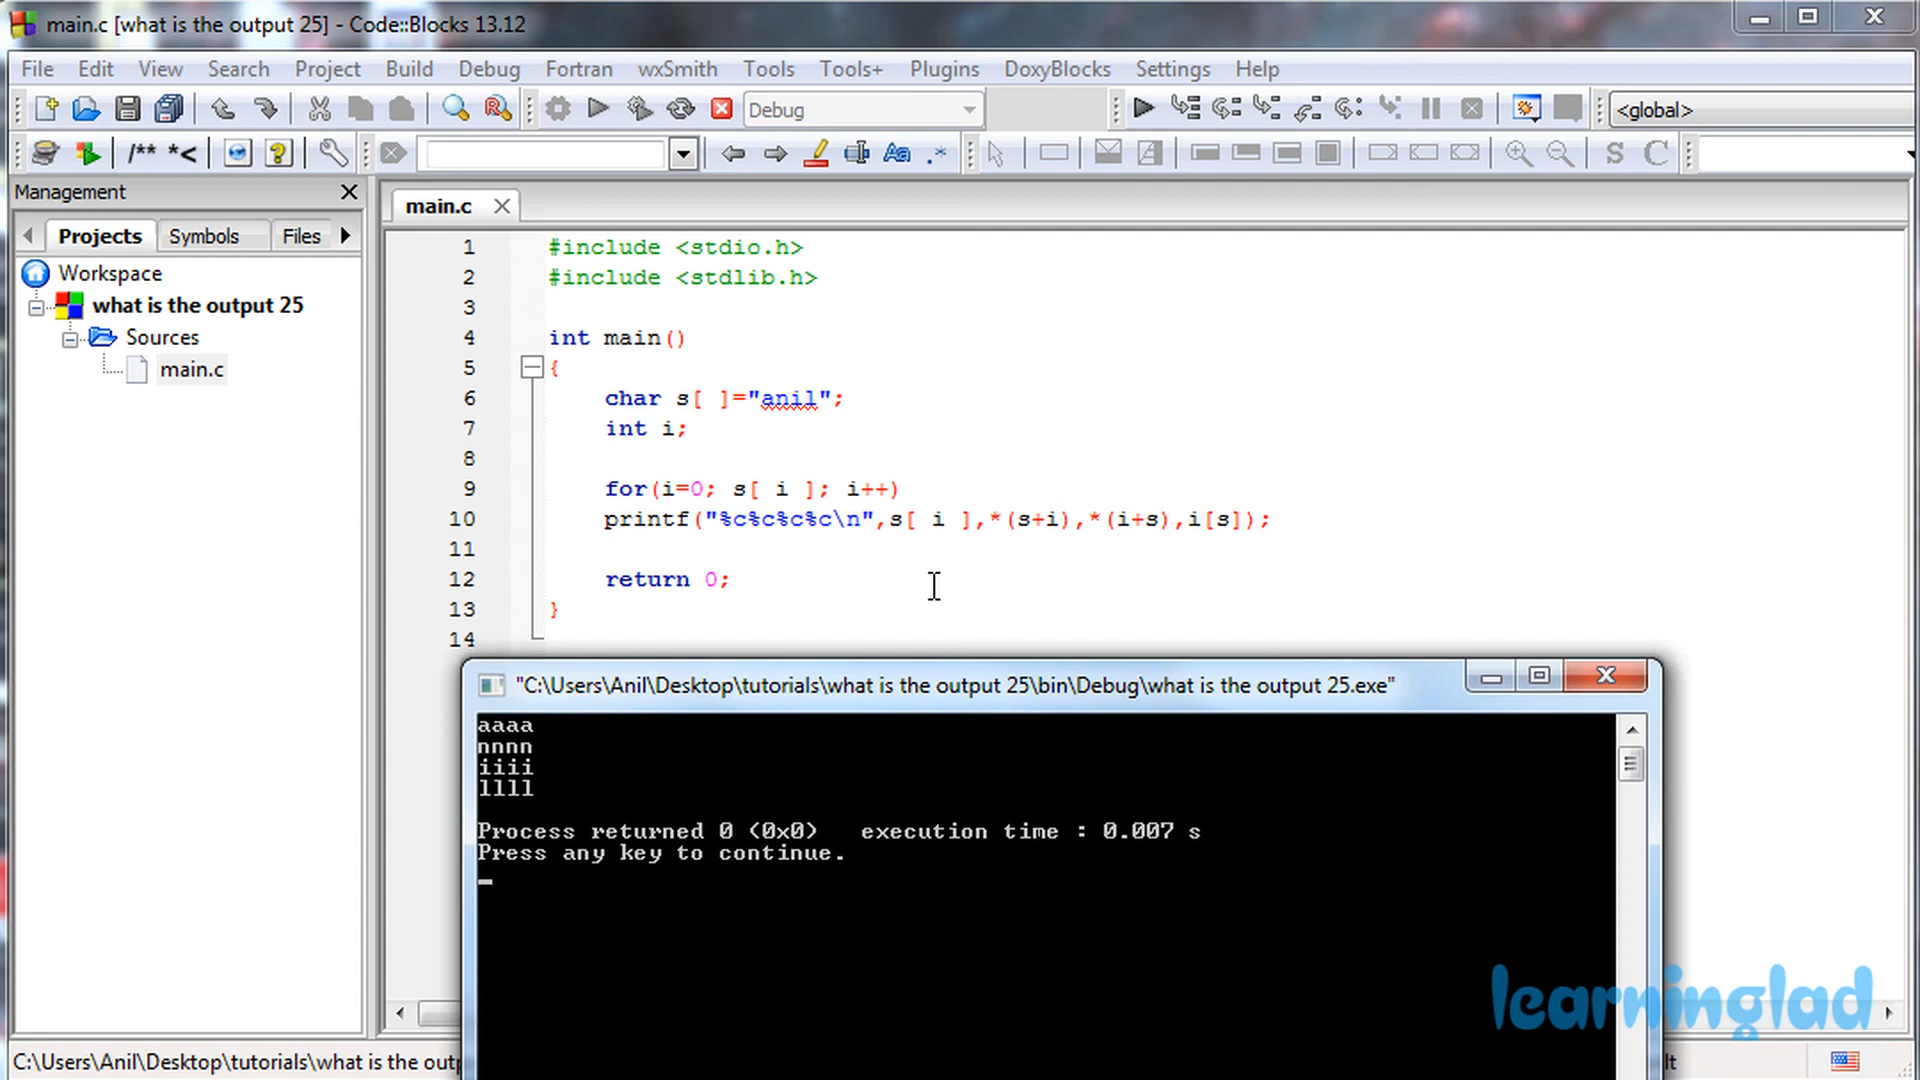 main.c [what is the output 25] - Code::Blocks 13.12
File Edit View Search Project Build Debug Fortran wxSmith Tools Tools+ Plugins DoxyBlocks Settings Help
Debug
<global>
/** *<
Aa .* S C
Management
main.c
Projects Symbols Files
Workspace
what is the output 25
Sources
main.c
1 #include <stdio.h>
2 #include <stdlib.h>
3
4 int main()
5 {
6 char s[ ]="anil";
7 int i;
8
9 for(i=0; s[ i ]; i++)
10 printf("%c%c%c%c\n",s[ i ],*(s+i),*(i+s),i[s]);
11
12 return 0;
13 }
14
"C:\Users\Anil\Desktop\tutorials\what is the output 25\bin\Debug\what is the output 25.exe"
aaaa
nnnn
iiii
llll
Process returned 0 (0x0) execution time : 0.007 s
Press any key to continue.
learninglad
C:\Users\Anil\Desktop\tutorials\what is the outp
lt